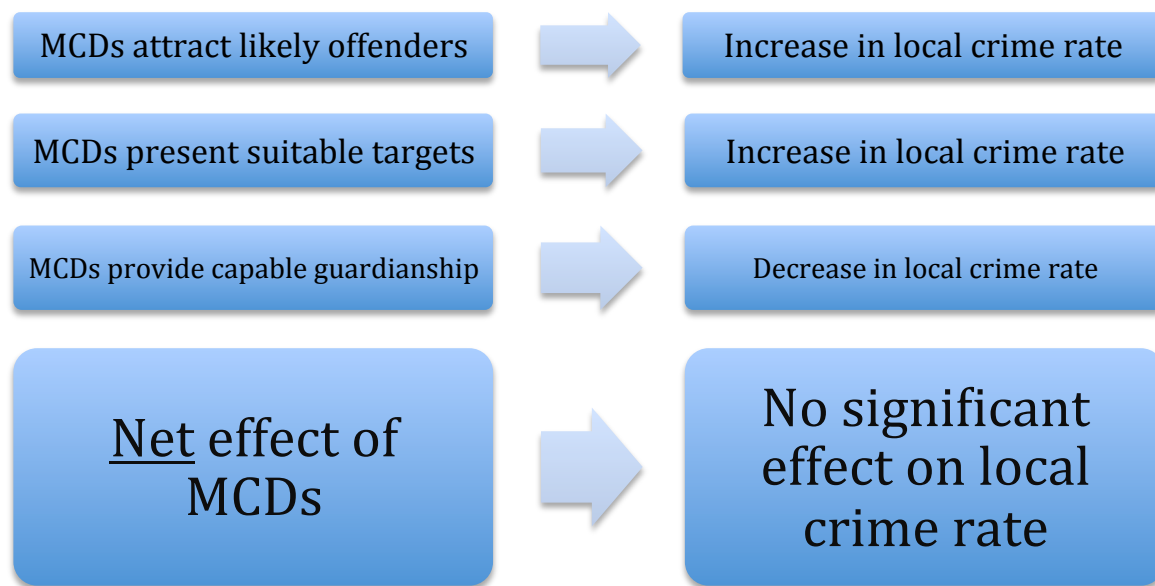 MCDs attract likely offenders
Increase in local crime rate
MCDs present suitable targets
Increase in local crime rate
MCDs provide capable guardianship
Decrease in local crime rate
Net effect of
MCDs
No significant
effect on local
crime rate